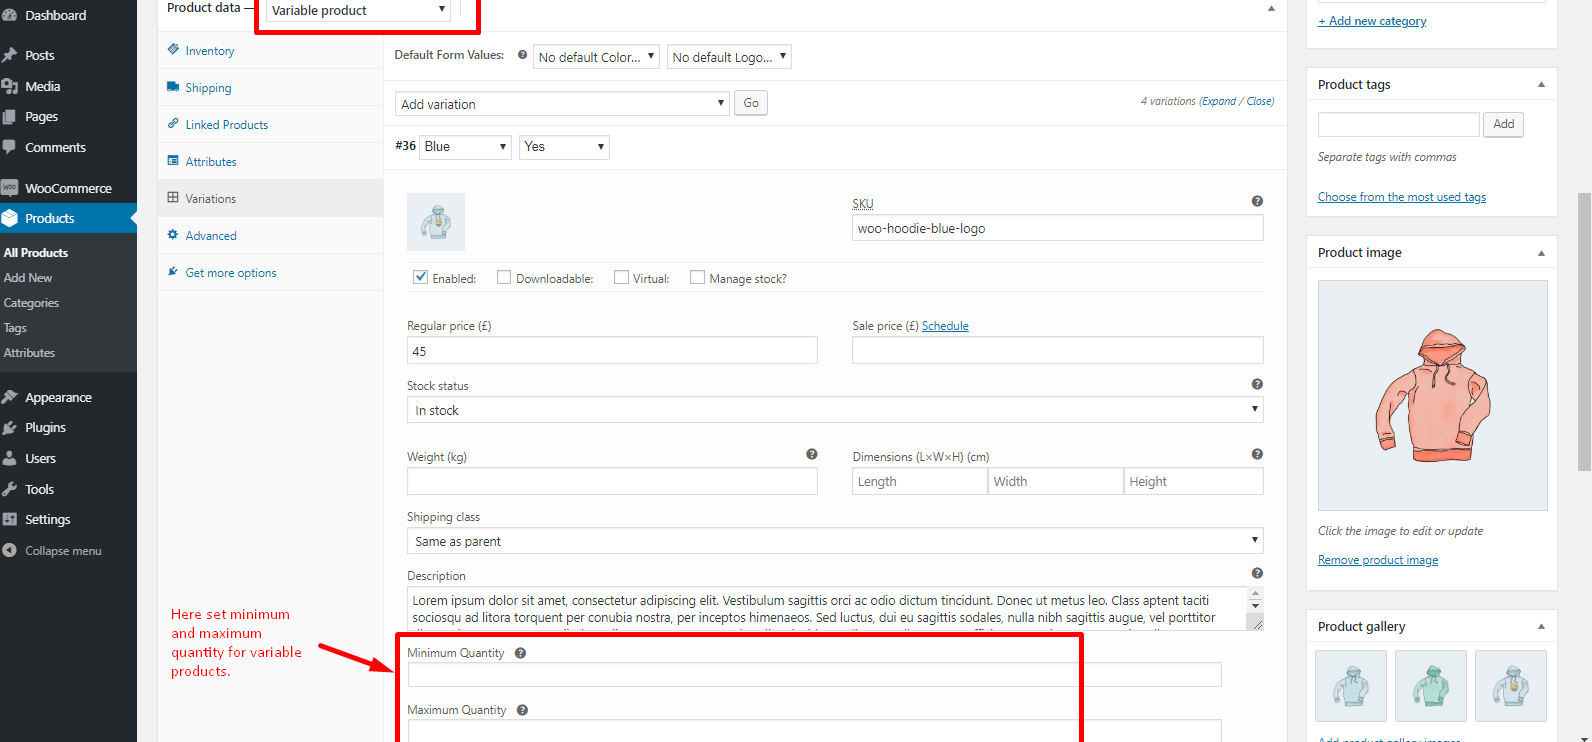 Dashboard
Posts
Media
Pages
Comments
WooCommerce
Products
All Products
Add New
Categories
Tags
Attributes
Appearance
Plugins
Users
Tools
Settings
Collapse menu
Product data — Variable product
Inventory
Shipping
Linked Products
Attributes
Variations
Advanced
Get more options
Here set minimum
and maximum
quantity for variable
products.
Default Form Values: No default Color... No default Logo...
Add variation Go 4 variations (Expand / Close)
#36 Blue Yes
SKU
woo-hoodie-blue-logo
Enabled: Downloadable: Virtual: Manage stock?
Regular price (£) Sale price (£) Schedule
45
Stock status
In stock
Weight (kg) Dimensions (L×W×H) (cm)
Length Width Height
Shipping class
Same as parent
Description
Lorem ipsum dolor sit amet, consectetur adipiscing elit. Vestibulum sagittis orci ac odio dictum tincidunt. Donec ut metus leo. Class aptent taciti
sociosqu ad litora torquent per conubia nostra, per inceptos himenaeos. Sed luctus, dui eu sagittis sodales, nulla nibh sagittis augue, vel porttitor
Minimum Quantity
Maximum Quantity
+ Add new category
Product tags
Add
Separate tags with commas
Choose from the most used tags
Product image
Click the image to edit or update
Remove product image
Product gallery
Add product gallery images